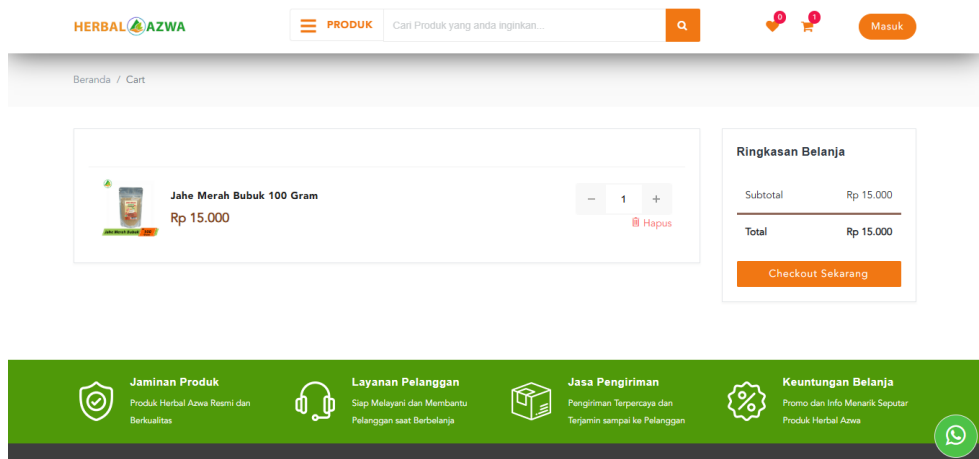 HERBAL AZWA
PRODUK
Cari Produk yang anda inginkan...
0
1
Masuk
Beranda / Cart
Jahe Merah Bubuk 100 Gram
Rp 15.000
− 1 +
Hapus
Ringkasan Belanja
Subtotal Rp 15.000
Total Rp 15.000
Checkout Sekarang
Jaminan Produk
Produk Herbal Azwa Resmi dan
Berkualitas
Layanan Pelanggan
Siap Melayani dan Membantu
Pelanggan saat Berbelanja
Jasa Pengiriman
Pengiriman Terpercaya dan
Terjamin sampai ke Pelanggan
Keuntungan Belanja
Promo dan Info Menarik Seputar
Produk Herbal Azwa